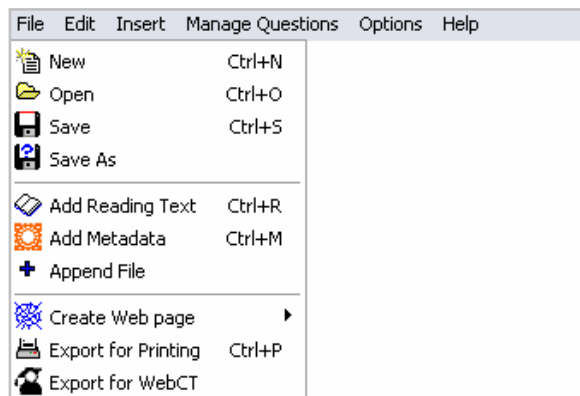 File Edit Insert Manage Questions Options Help
New Ctrl+N
Open Ctrl+O
Save Ctrl+S
Save As
Add Reading Text Ctrl+R
Add Metadata Ctrl+M
Append File
Create Web page
Export for Printing Ctrl+P
Export for WebCT